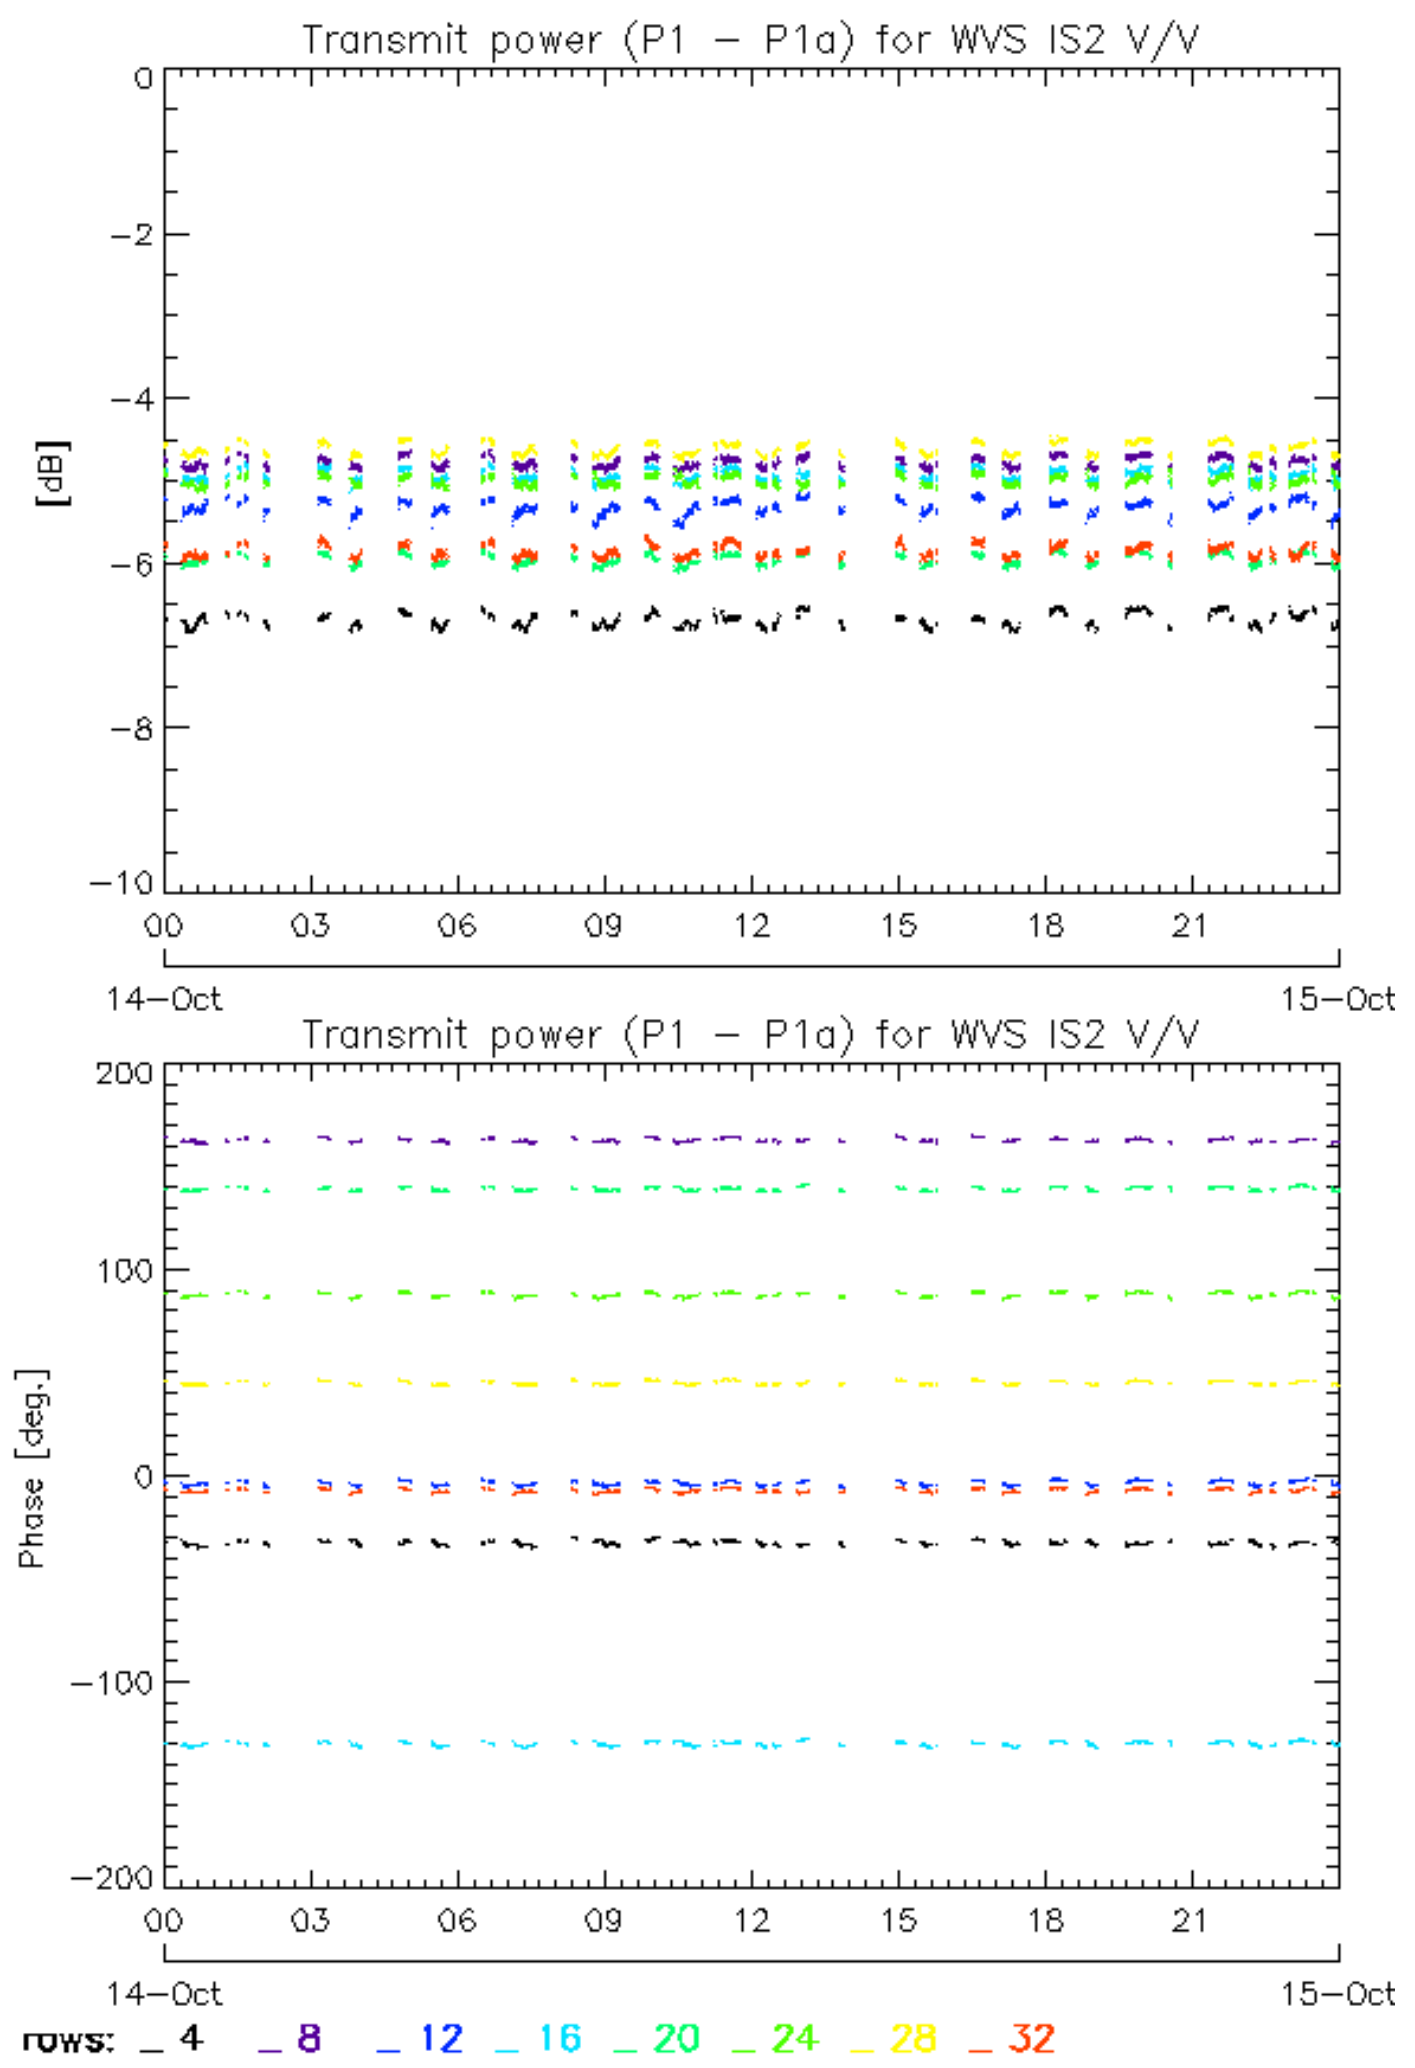 Transmit power (P1 - P1a) for WVS IS2 V/V
0
-2
-4
[dB]
-6
-8
-10
00 03 06 09 12 15 18 21
14-Oct 15-Oct
Transmit power (P1 - P1a) for WVS IS2 V/V
200
100
0
Phase [deg.]
-100
-200
00 03 06 09 12 15 18 21
14-Oct 15-Oct
rows: _ 4 _ 8 _ 12 _ 16 _ 20 _ 24 _ 28 _ 32